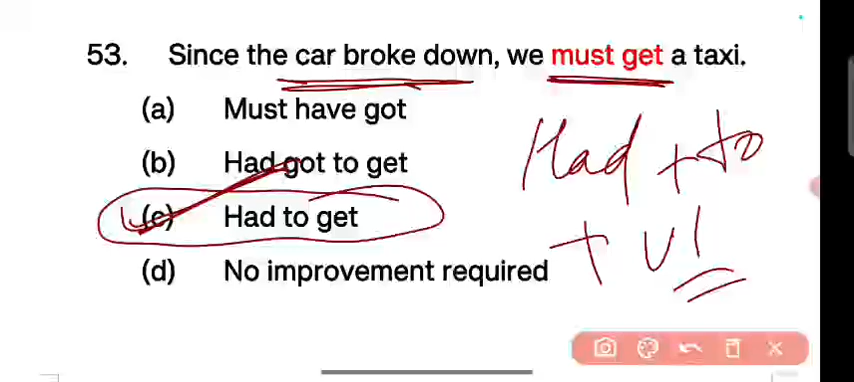 53. Since the car broke down, we must get a taxi.
(a) Must have got
(b) Had got to get
(c) Had to get
(d) No improvement required
Had + to
+ V1